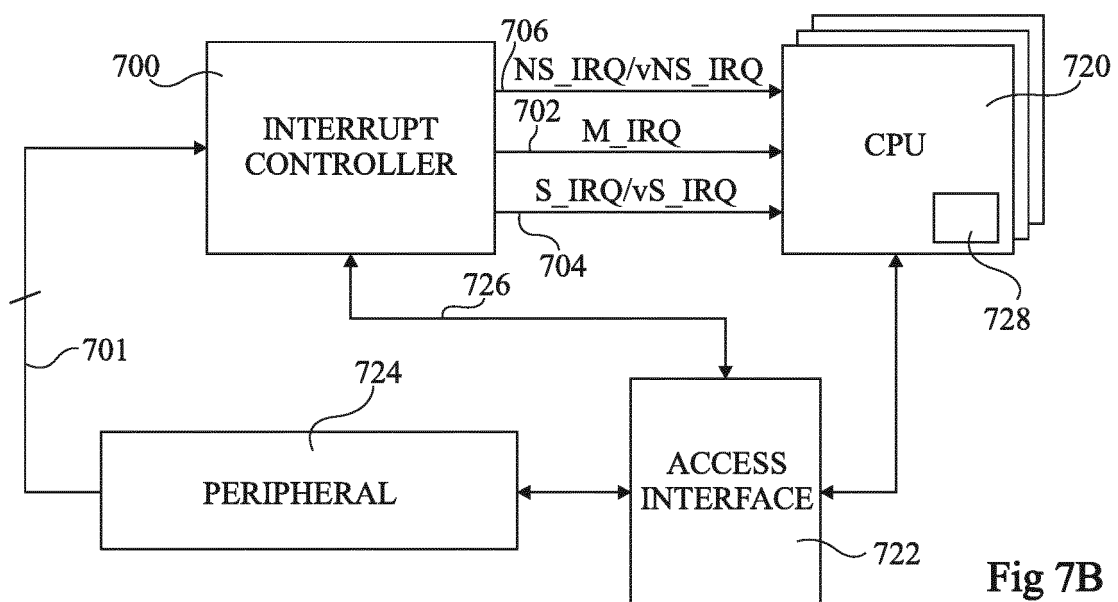 700
INTERRUPT
CONTROLLER
706
NS_IRQ/vNS_IRQ
702
M_IRQ
S_IRQ/vS_IRQ
704
720
CPU
728
726
701
724
PERIPHERAL
ACCESS
INTERFACE
722
Fig 7B